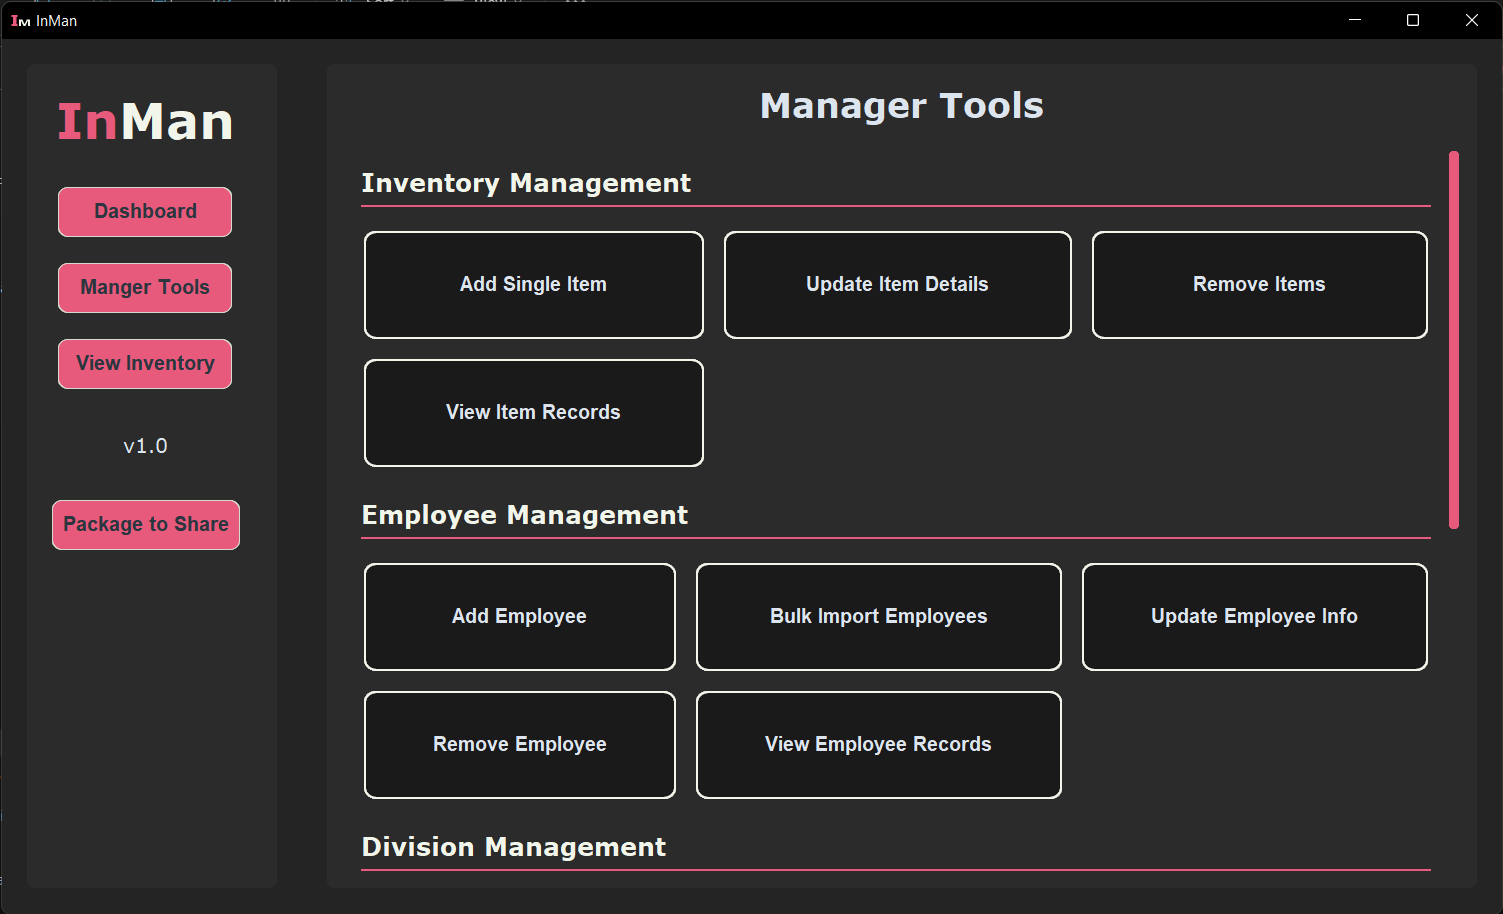 InMan
InMan
Dashboard
Manger Tools
View Inventory
v1.0
Package to Share
Manager Tools
Inventory Management
Add Single Item
Update Item Details
Remove Items
View Item Records
Employee Management
Add Employee
Bulk Import Employees
Update Employee Info
Remove Employee
View Employee Records
Division Management